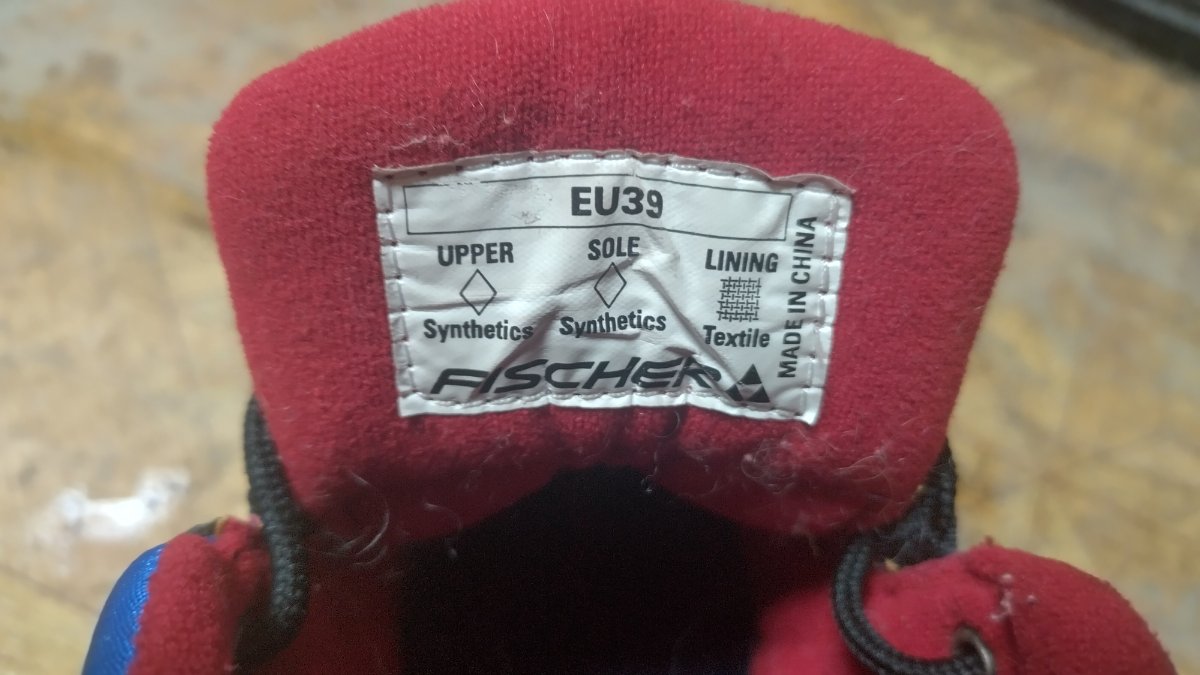 EU39
UPPER
Synthetics
SOLE
Synthetics
LINING
Textile
MADE IN CHINA
FISCHER